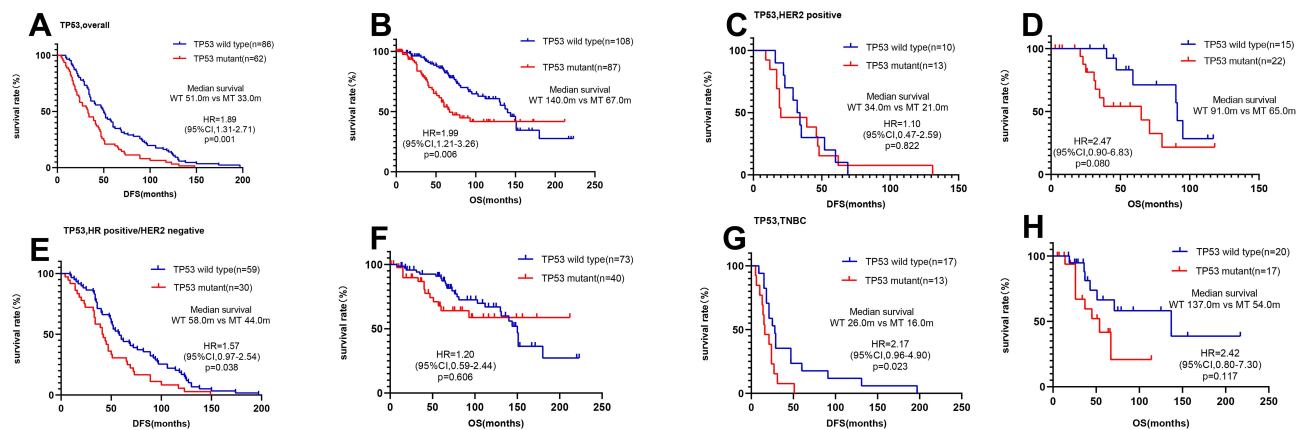 A
TP53,overall
TP53 wild type(n=86)
TP53 mutant(n=62)
Median survival
WT 51.0m vs MT 33.0m
HR=1.89
(95%CI,1.31-2.71)
p=0.001
survival rate(%)
100
50
0
0 50 100 150 200
DFS(months)
B
TP53 wild type(n=108)
TP53 mutant(n=87)
Median survival
WT 140.0m vs MT 67.0m
HR=1.99
(95%CI,1.21-3.26)
p=0.006
survival rate(%)
100
50
0
0 50 100 150 200 250
OS(months)
C
TP53,HER2 positive
TP53 wild type(n=10)
TP53 mutant(n=13)
Median survival
WT 34.0m vs MT 21.0m
HR=1.10
(95%CI,0.47-2.59)
p=0.822
survival rate(%)
100
50
0
0 50 100 150
DFS(months)
D
TP53 wild type(n=15)
TP53 mutant(n=22)
Median survival
WT 91.0m vs MT 65.0m
HR=2.47
(95%CI,0.90-6.83)
p=0.080
survival rate(%)
100
50
0
0 50 100 150
OS(months)
E
TP53,HR positive/HER2 negative
TP53 wild type(n=59)
TP53 mutant(n=30)
Median survival
WT 58.0m vs MT 44.0m
HR=1.57
(95%CI,0.97-2.54)
p=0.038
survival rate(%)
100
50
0
0 50 100 150 200
DFS(months)
F
TP53 wild type(n=73)
TP53 mutant(n=40)
HR=1.20
(95%CI,0.59-2.44)
p=0.606
survival rate(%)
100
50
0
0 50 100 150 200 250
OS(months)
G
TP53,TNBC
TP53 wild type(n=17)
TP53 mutant(n=13)
Median survival
WT 26.0m vs MT 16.0m
HR=2.17
(95%CI,0.96-4.90)
p=0.023
survival rate(%)
100
50
0
0 50 100 150 200 250
DFS(months)
H
TP53 wild type(n=20)
TP53 mutant(n=17)
Median survival
WT 137.0m vs MT 54.0m
HR=2.42
(95%CI,0.80-7.30)
p=0.117
survival rate(%)
100
50
0
0 50 100 150 200 250
OS(months)